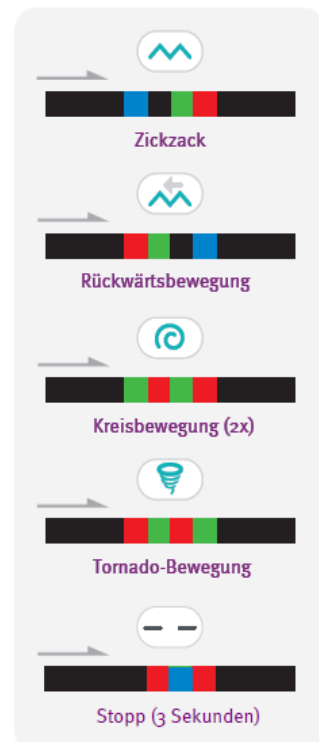 Zickzack
Rückwärtsbewegung
Kreisbewegung (2x)
Tornado-Bewegung
Stopp (3 Sekunden)